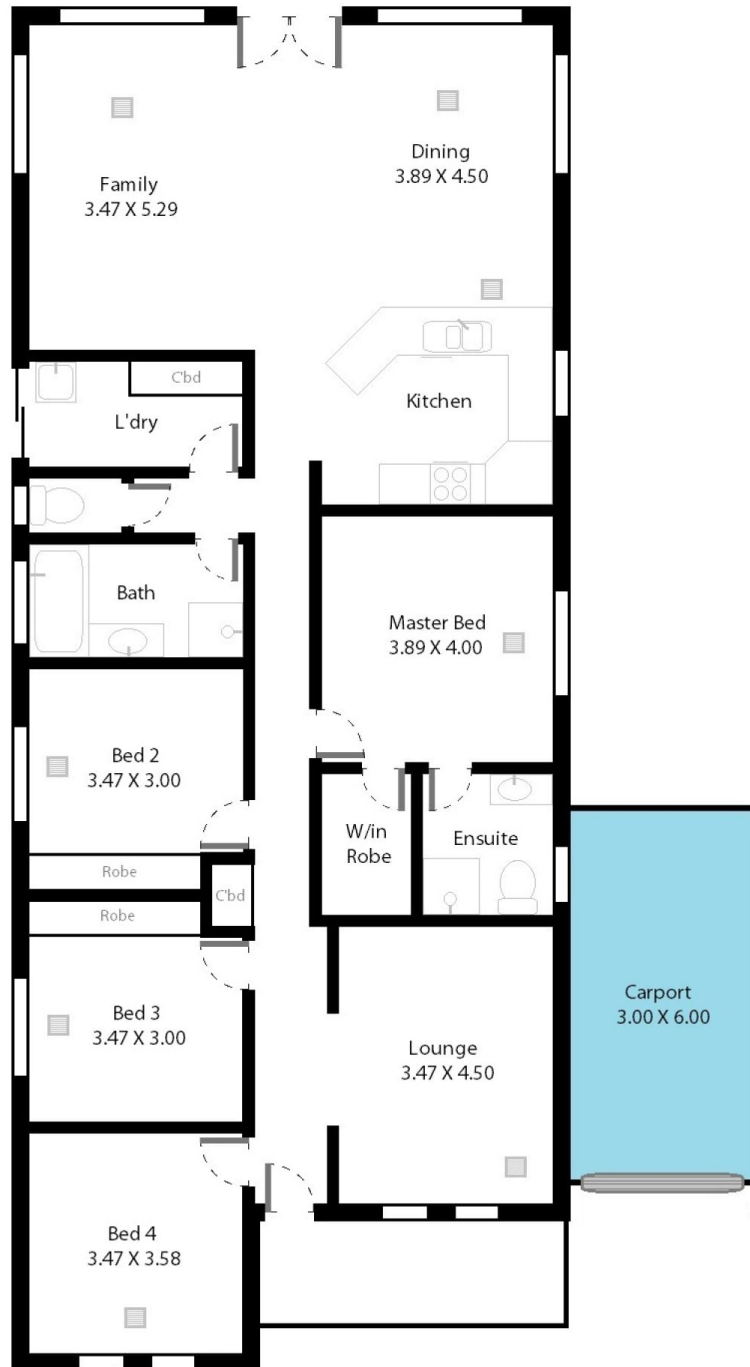 Family
3.47 X 5.29
Dining
3.89 X 4.50
C'bd
L'dry
Kitchen
Bath
Master Bed
3.89 X 4.00
Bed 2
3.47 X 3.00
Robe
C'bd
W/in
Robe
Ensuite
Robe
Bed 3
3.47 X 3.00
Lounge
3.47 X 4.50
Carport
3.00 X 6.00
Bed 4
3.47 X 3.58